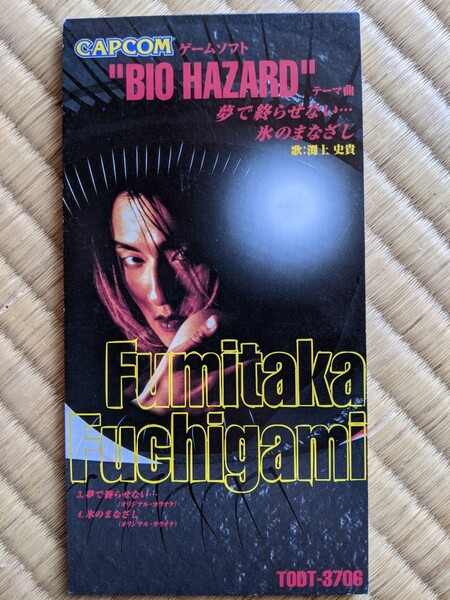 CAPCOM ゲームソフト
"BIO HAZARD" テーマ曲
夢で終らせない…
氷のまなざし
歌:渕上 史貴
Fumitaka
Fuchigami
3.夢で終らせない…
(オリジナル・カラオケ)
4.氷のまなざし
(オリジナル・カラオケ)
TODT-3706